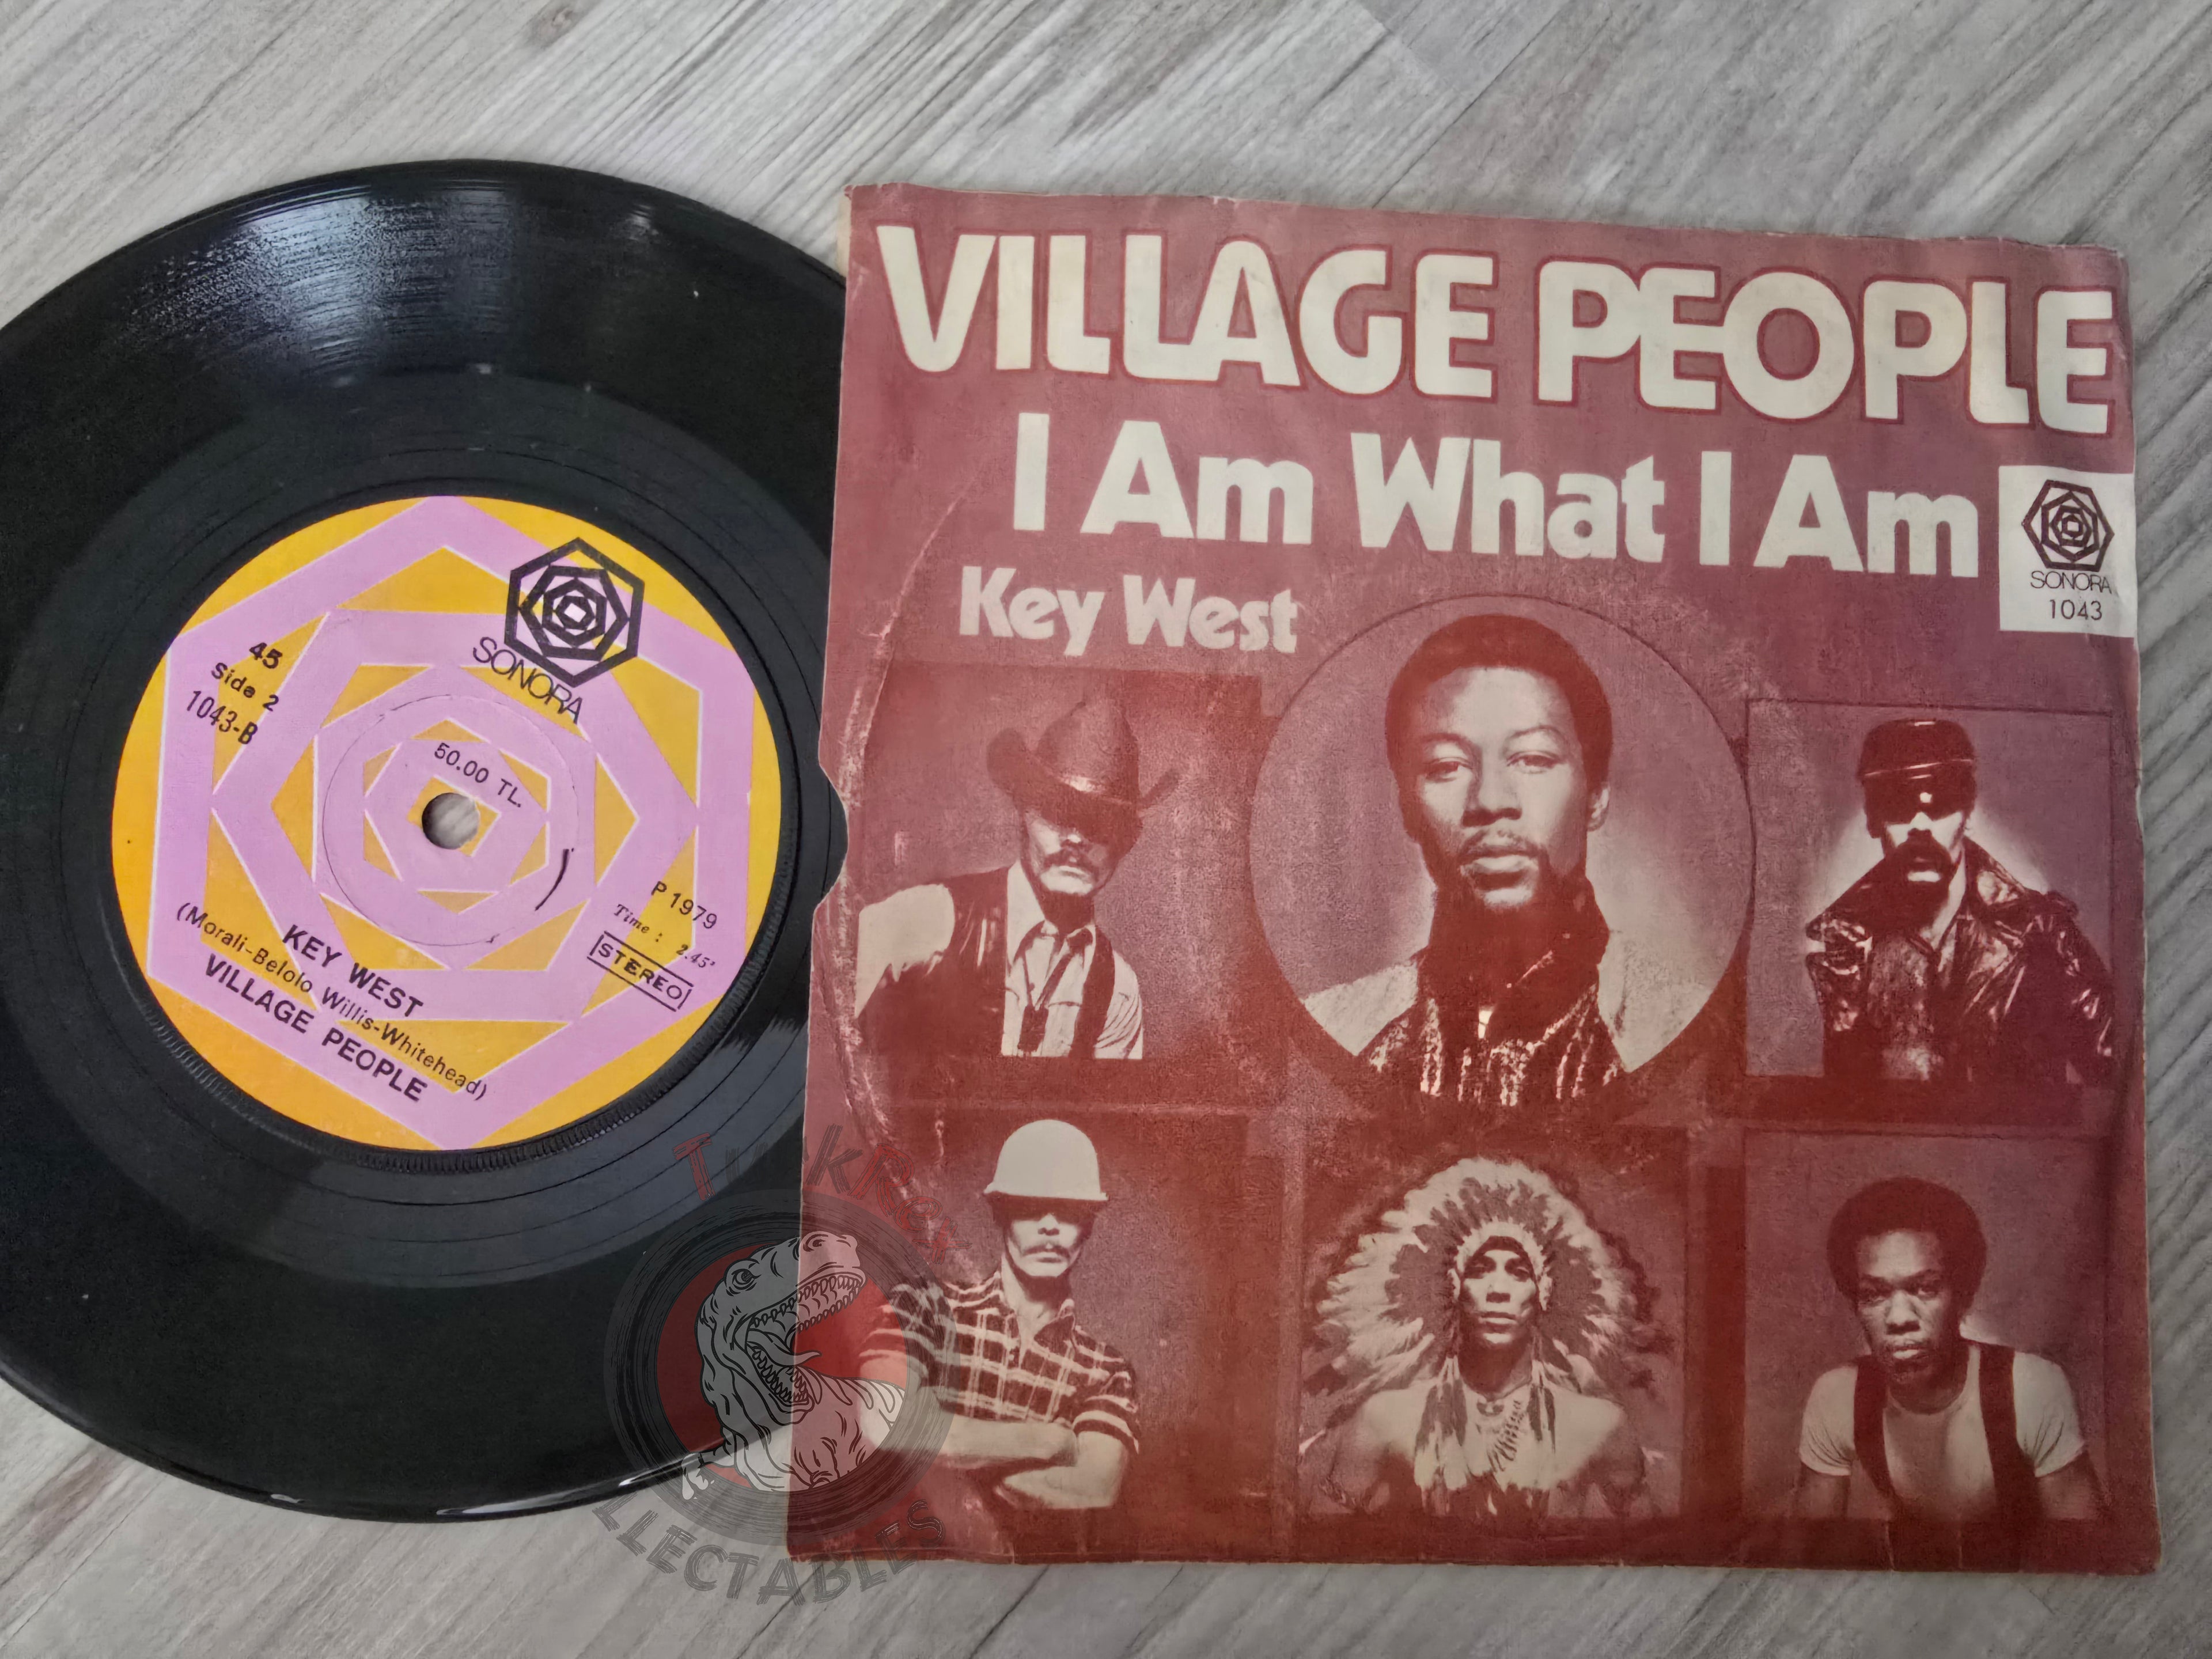 VILLAGE PEOPLE
I Am What I Am
Key West
SONORA
1043
SONORA
45
Side 2
1043-B
50.00 TL.
P 1979
Time : 2.45'
STEREO
KEY WEST
(Morali-Belolo Willis-Whitehead)
VILLAGE PEOPLE